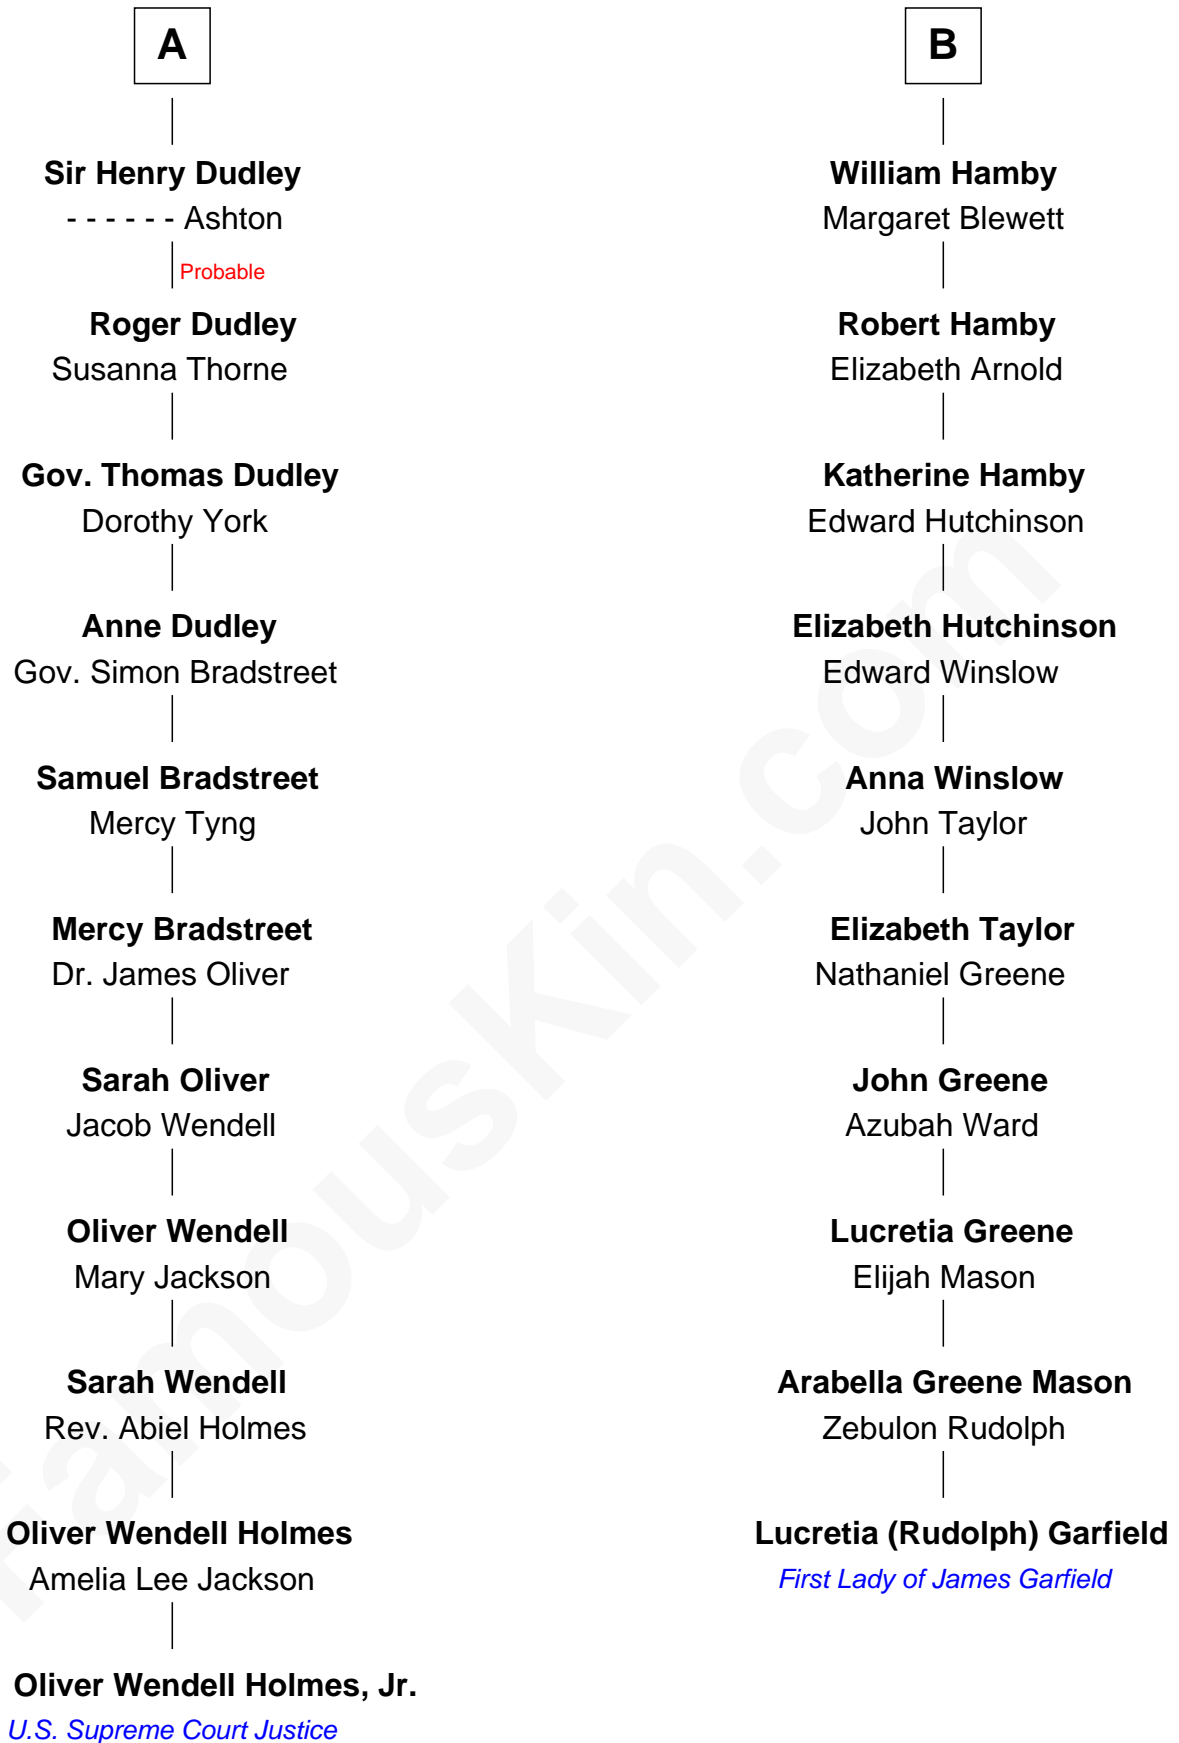 A
Sir Henry Dudley
- - - - - - Ashton
Probable
Roger Dudley
Susanna Thorne
Gov. Thomas Dudley
Dorothy York
Anne Dudley
Gov. Simon Bradstreet
Samuel Bradstreet
Mercy Tyng
Mercy Bradstreet
Dr. James Oliver
Sarah Oliver
Jacob Wendell
Oliver Wendell
Mary Jackson
Sarah Wendell
Rev. Abiel Holmes
Oliver Wendell Holmes
Amelia Lee Jackson
Oliver Wendell Holmes, Jr.
U.S. Supreme Court Justice
B
William Hamby
Margaret Blewett
Robert Hamby
Elizabeth Arnold
Katherine Hamby
Edward Hutchinson
Elizabeth Hutchinson
Edward Winslow
Anna Winslow
John Taylor
Elizabeth Taylor
Nathaniel Greene
John Greene
Azubah Ward
Lucretia Greene
Elijah Mason
Arabella Greene Mason
Zebulon Rudolph
Lucretia (Rudolph) Garfield
First Lady of James Garfield
FamousKin.com